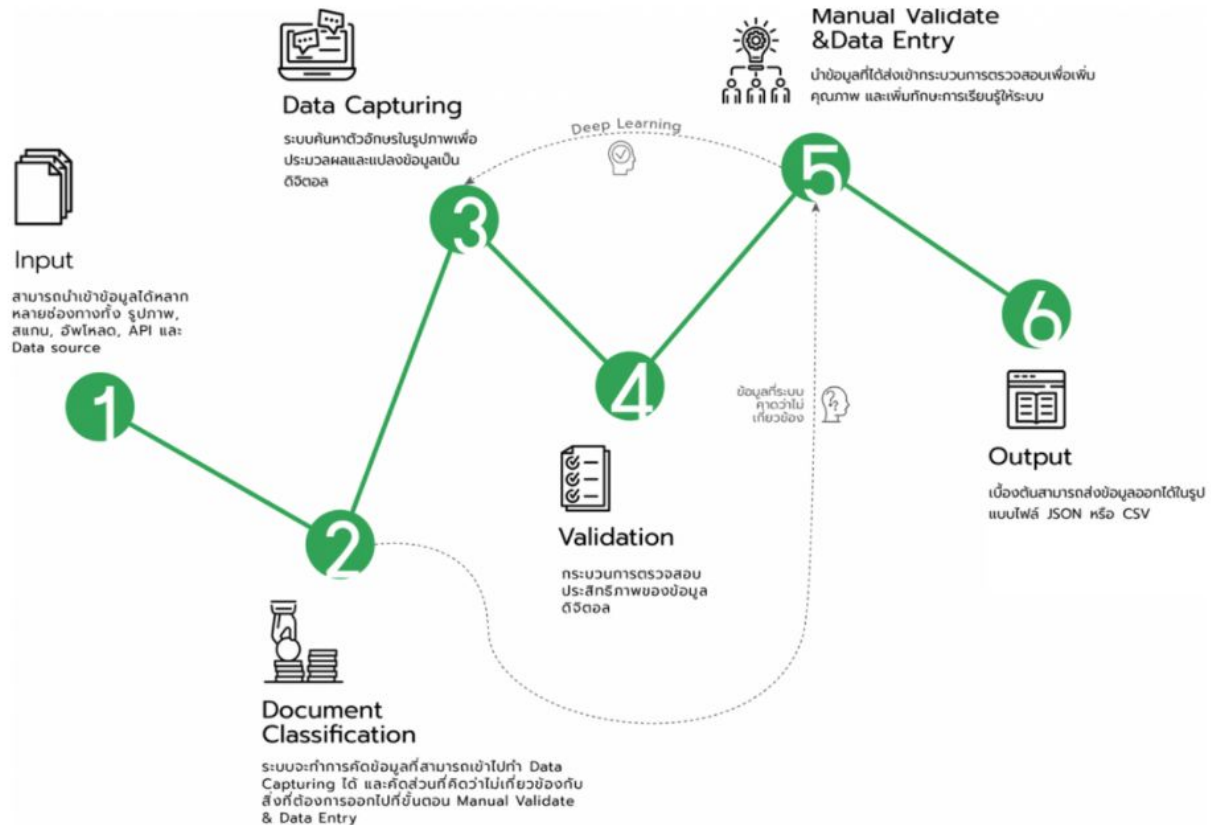 1
Input
สามารถนำเข้าข้อมูลได้หลาก
หลายช่องทางทั้ง รูปภาพ,
สแกน, อัพโหลด, API และ
Data source
2
Document
Classification
ระบบจะทำการคัดข้อมูลที่สามารถเข้าไปทำ Data
Capturing ได้ และคัดส่วนที่คิดว่าไม่เกี่ยวข้องกับ
สิ่งที่ต้องการออกไปที่ขั้นตอน Manual Validate
& Data Entry
3
Data Capturing
ระบบค้นหาตัวอักษรในรูปภาพเพื่อ
ประมวลผลและแปลงข้อมูลเป็น
ดิจิตอล
4
Validation
กระบวนการตรวจสอบ
ประสิทธิภาพของข้อมูล
ดิจิตอล
Deep Learning
ข้อมูลที่ระบบ
คาดว่าไม่
เกี่ยวข้อง
5
Manual Validate
&Data Entry
นำข้อมูลที่ได้ส่งเข้ากระบวนการตรวจสอบเพื่อเพิ่ม
คุณภาพ และเพิ่มทักษะการเรียนรู้ให้ระบบ
6
Output
เบื้องต้นสามารถส่งข้อมูลออกได้ในรูป
แบบไฟล์ JSON หรือ CSV